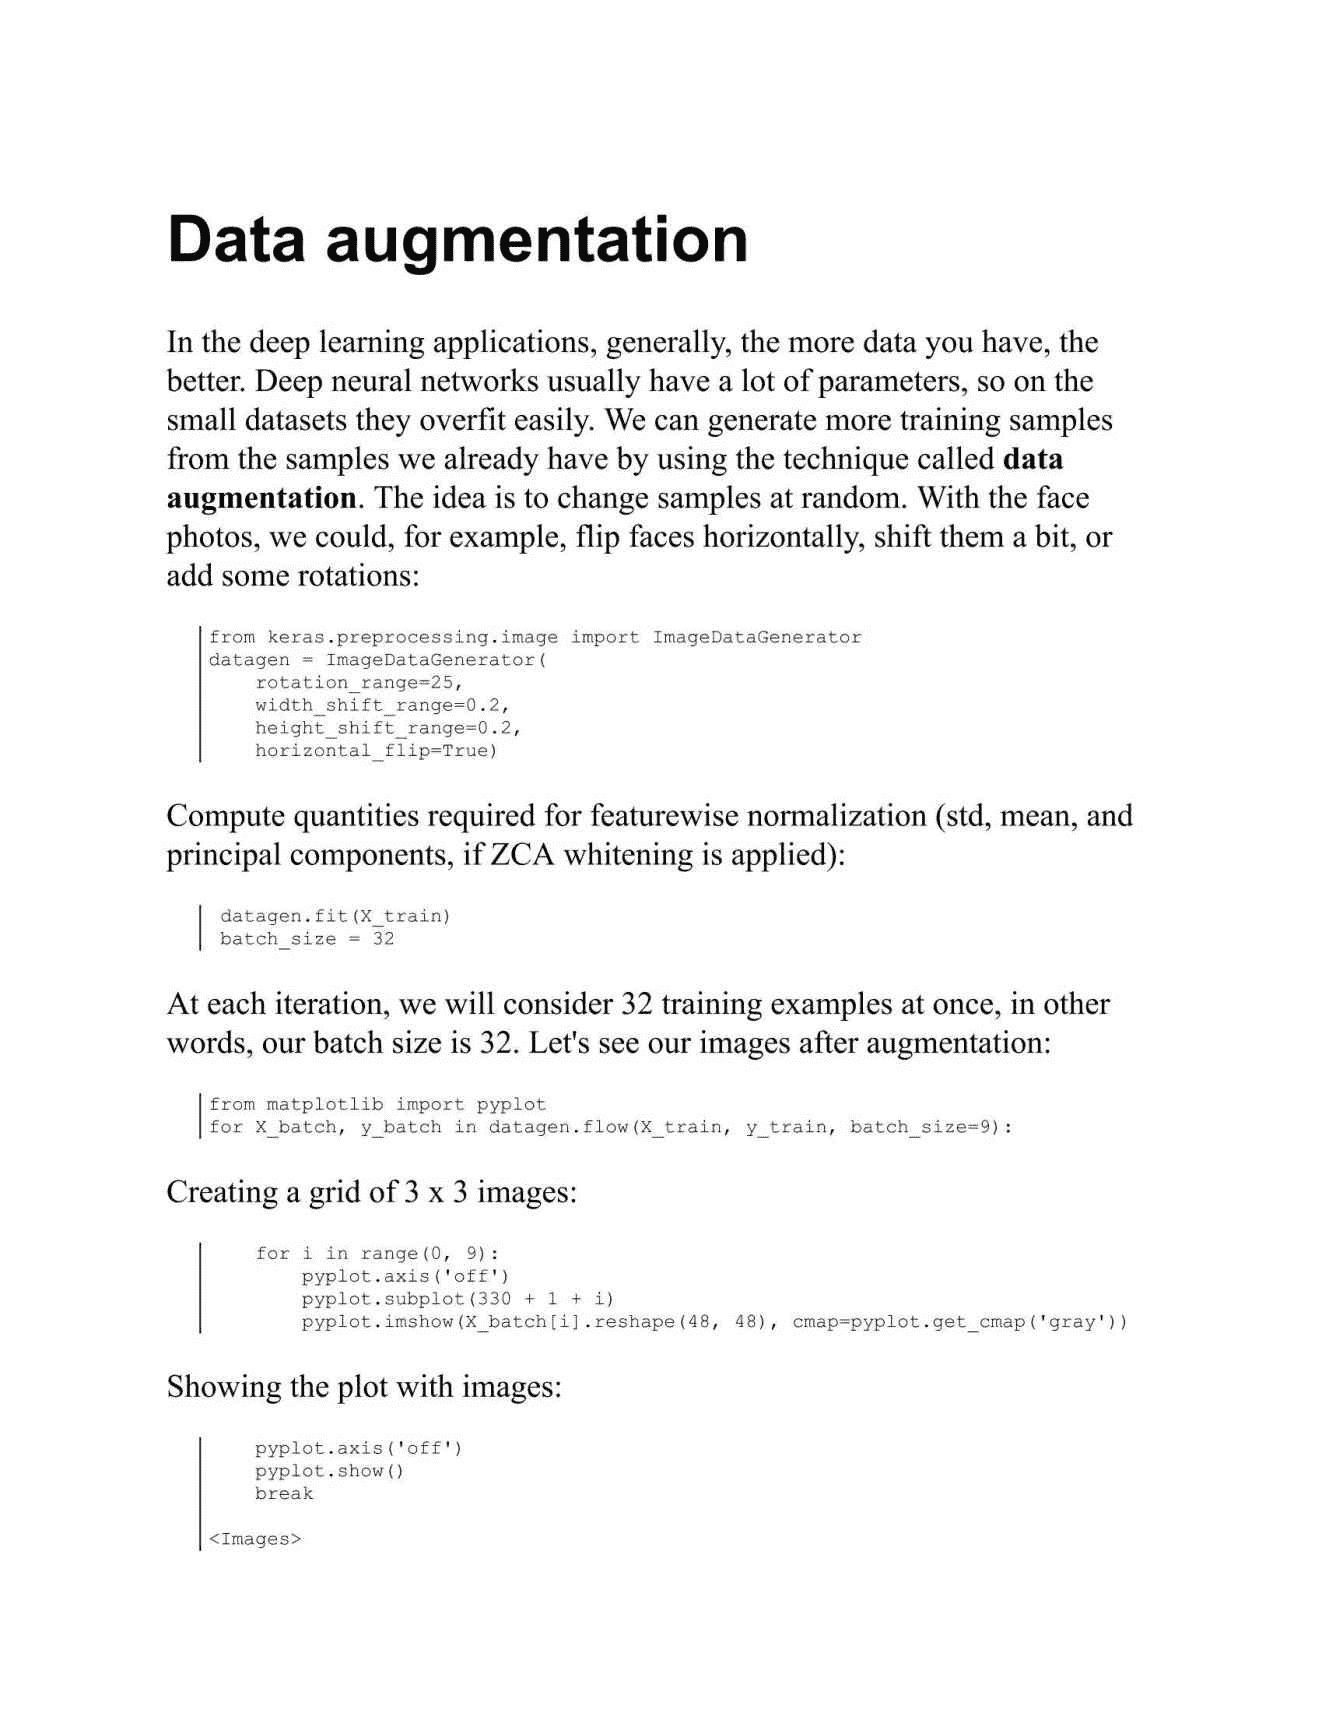 Data augmentation
In the deep learning applications, generally, the more data you have, the
better. Deep neural networks usually have a lot of parameters, so on the
small datasets they overfit easily. We can generate more training samples
from the samples we already have by using the technique called data
augmentation. The idea is to change samples at random. With the face
photos, we could, for example, flip faces horizontally, shift them a bit, or
add some rotations:
from keras.preprocessing.image import ImageDataGenerator
datagen = ImageDataGenerator(
    rotation_range=25,
    width_shift_range=0.2,
    height_shift_range=0.2,
    horizontal_flip=True)
Compute quantities required for featurewise normalization (std, mean, and
principal components, if ZCA whitening is applied):
datagen.fit(X_train)
batch_size = 32
At each iteration, we will consider 32 training examples at once, in other
words, our batch size is 32. Let's see our images after augmentation:
from matplotlib import pyplot
for X_batch, y_batch in datagen.flow(X_train, y_train, batch_size=9):
Creating a grid of 3 x 3 images:
    for i in range(0, 9):
        pyplot.axis('off')
        pyplot.subplot(330 + 1 + i)
        pyplot.imshow(X_batch[i].reshape(48, 48), cmap=pyplot.get_cmap('gray'))
Showing the plot with images:
    pyplot.axis('off')
    pyplot.show()
    break
<Images>